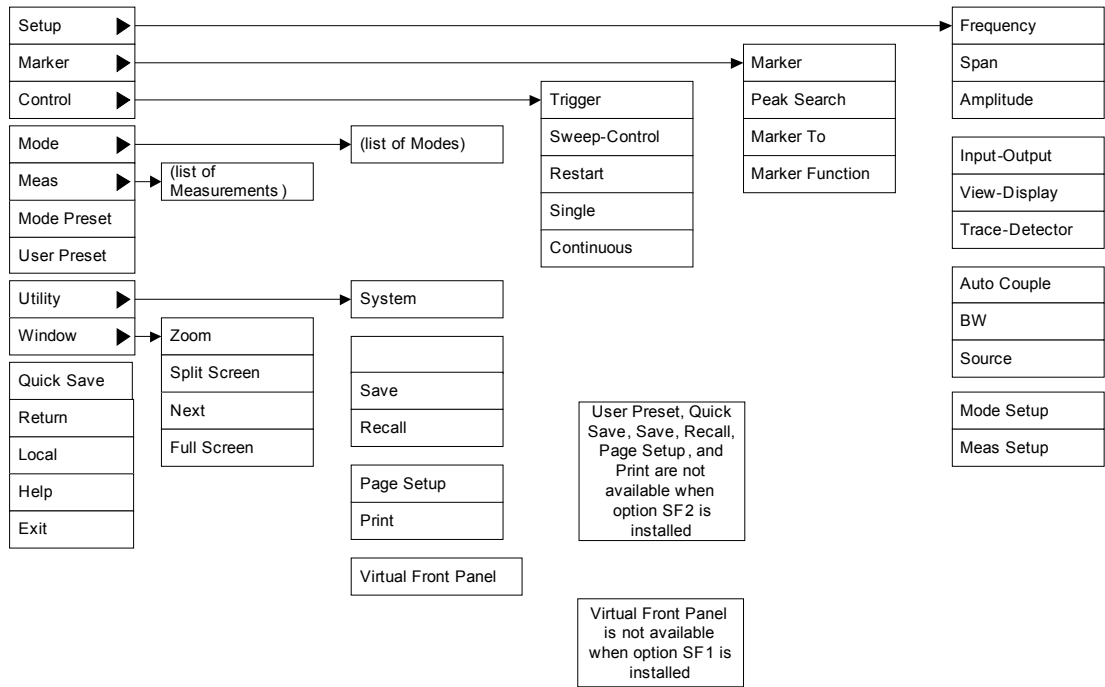 Setup
Marker
Control
Mode
Meas
Mode Preset
User Preset
Utility
Window
Quick Save
Return
Local
Help
Exit
(list of
Measurements )
Zoom
Split Screen
Next
Full Screen
(list of Modes)
System
Save
Recall
Page Setup
Print
Virtual Front Panel
Trigger
Sweep-Control
Restart
Single
Continuous
User Preset, Quick
Save, Save, Recall,
Page Setup, and
Print are not
available when
option SF2 is
installed
Virtual Front Panel
is not available
when option SF1 is
installed
Marker
Peak Search
Marker To
Marker Function
Frequency
Span
Amplitude
Input-Output
View-Display
Trace-Detector
Auto Couple
BW
Source
Mode Setup
Meas Setup